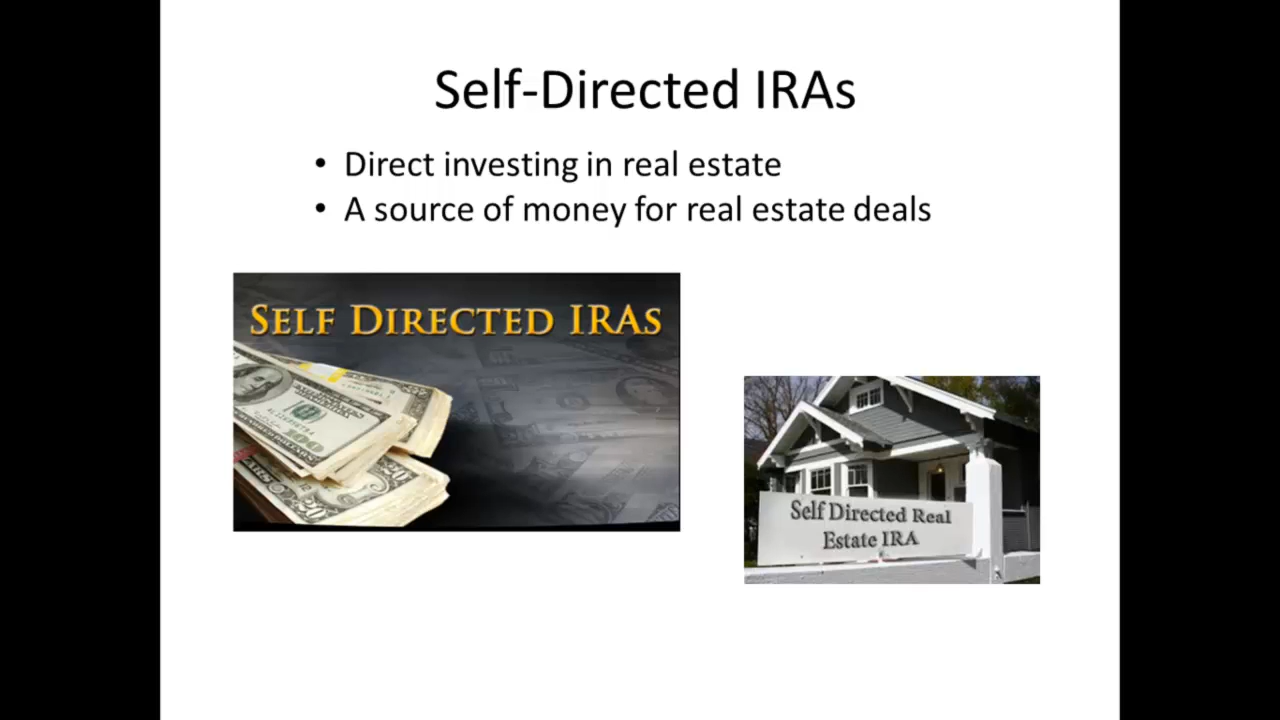 Self-Directed IRAs
• Direct investing in real estate
• A source of money for real estate deals
SELF DIRECTED IRAS
Self Directed Real
Estate IRA